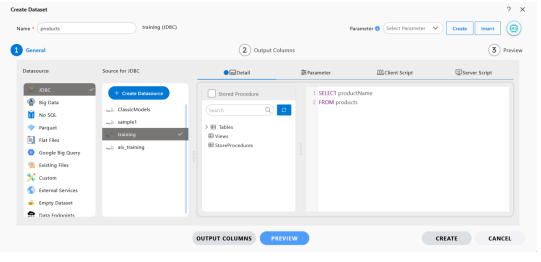 Create Dataset ? ×
Name * products training (JDBC) Parameter Select Parameter Create Insert
1 General 2 Output Columns 3 Preview
Datasource Source for JDBC Detail Parameter Client Script Server Script
JDBC
Big Data
No SQL
Parquet
Flat Files
Google Big Query
Existing Files
Custom
External Services
Empty Dataset
Data Endpoints
+ Create Datasource
ClassicModels
sample1
training
aiv_training
Stored Procedure
Search
> Tables
Views
StoreProcedures
1 SELECT productName
2 FROM products
OUTPUT COLUMNS PREVIEW CREATE CANCEL